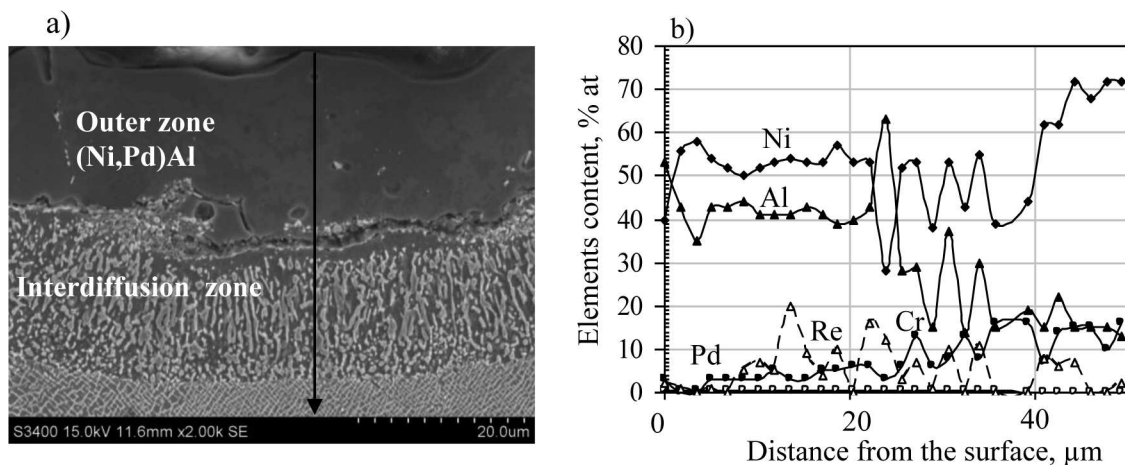 a)
Outer zone
(Ni,Pd)Al
Interdiffusion zone
S3400 15.0kV 11.6mm x2.00k SE
20.0um
b)
Elements content, % at
80
70
60
50
40
30
20
10
0
Ni
Al
Pd
Re
Cr
0
20
40
Distance from the surface, µm